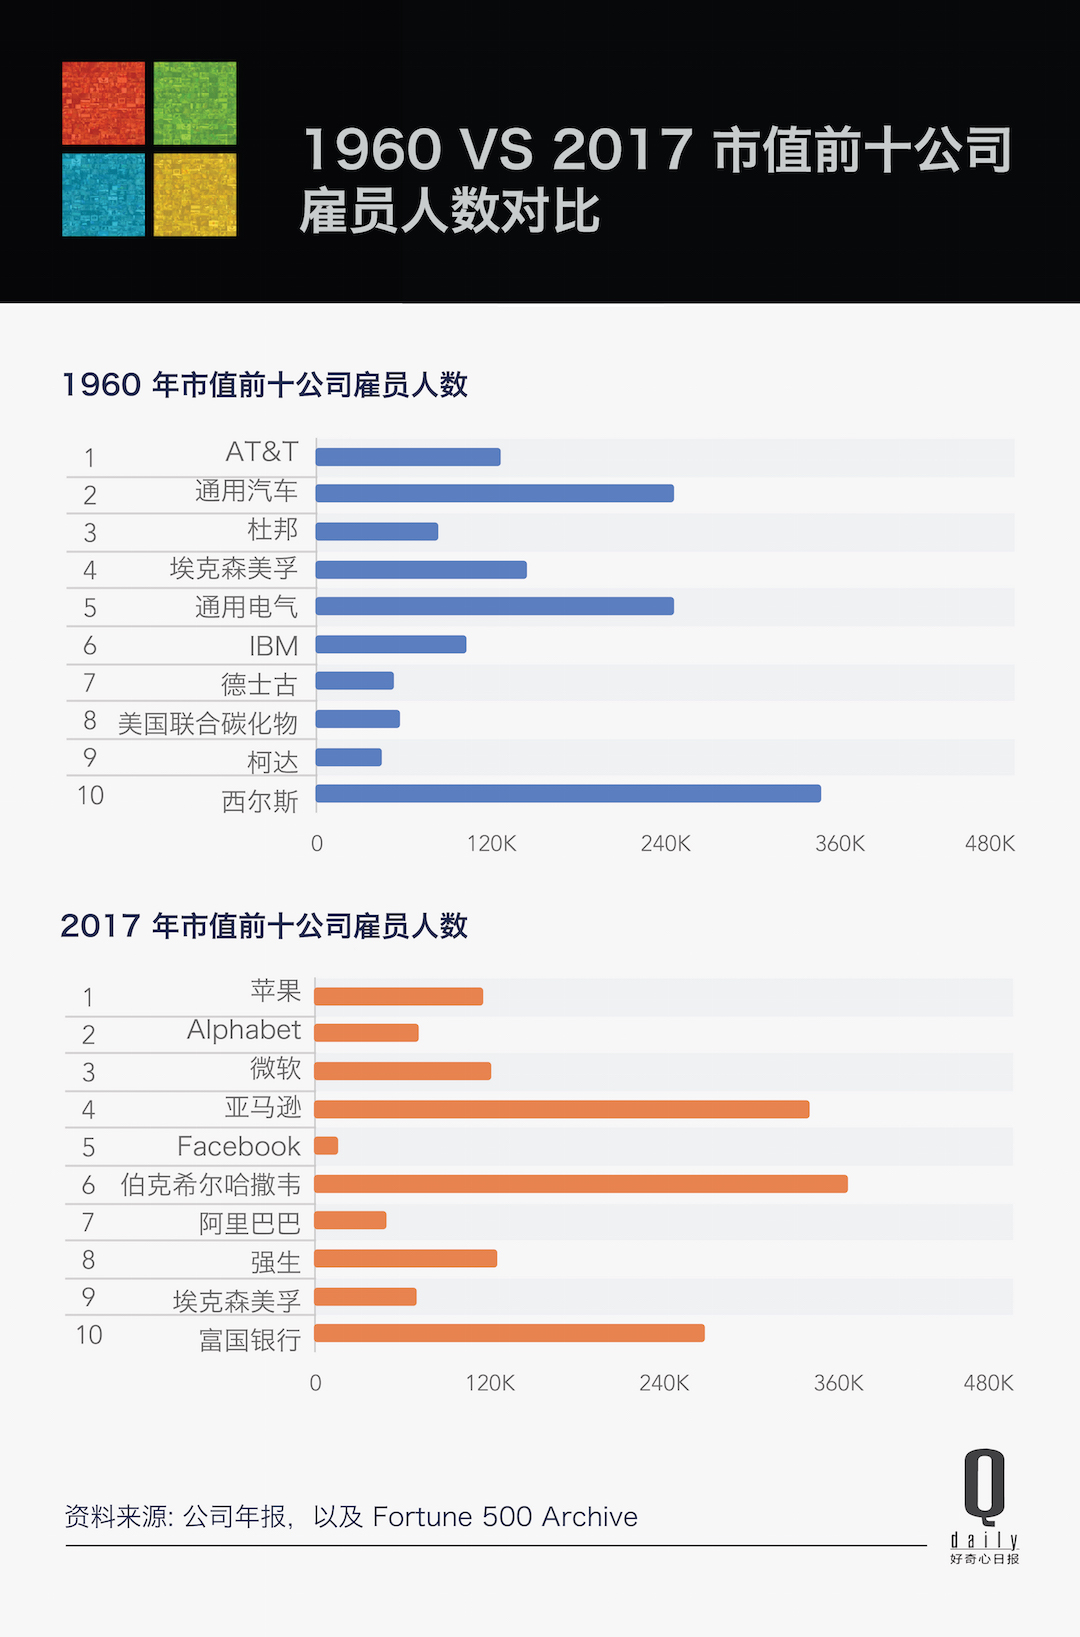 1960 VS 2017 市值前十公司
雇员人数对比
1960 年市值前十公司雇员人数
1 AT&T
2 通用汽车
3 杜邦
4 埃克森美孚
5 通用电气
6 IBM
7 德士古
8 美国联合碳化物
9 柯达
10 西尔斯
0 120K 240K 360K 480K
2017 年市值前十公司雇员人数
1 苹果
2 Alphabet
3 微软
4 亚马逊
5 Facebook
6 伯克希尔哈撒韦
7 阿里巴巴
8 强生
9 埃克森美孚
10 富国银行
0 120K 240K 360K 480K
资料来源: 公司年报，以及 Fortune 500 Archive
Q
daily
好奇心日报